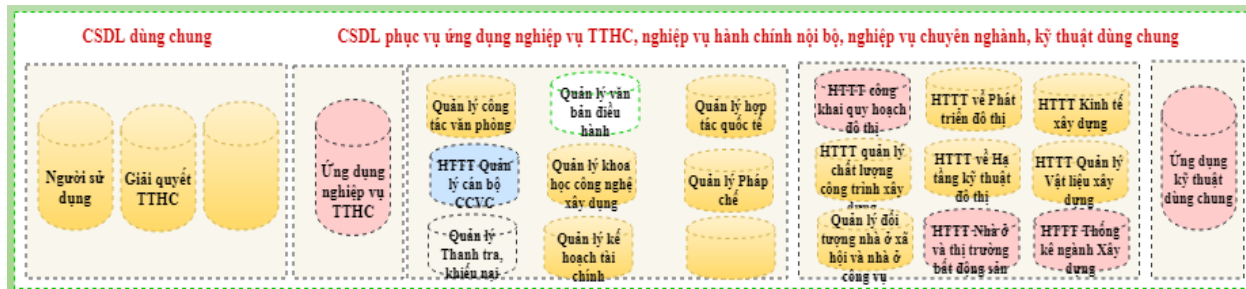 CSDL dùng chung
CSDL phục vụ ứng dụng nghiệp vụ TTHC, nghiệp vụ hành chính nội bộ, nghiệp vụ chuyên nghành, kỹ thuật dùng chung
Người sử
dụng
Giải quyết
TTHC
Ứng dụng
nghiệp vụ
TTHC
Quản lý công
tác văn phòng
Quản lý văn
bản điều
hành
Quản lý hợp
tác quốc tế
HTTT Quản
lý cán bộ
CCVC
Quản lý khoa
học công nghệ
xây dựng
Quản lý Pháp
chế
Quản lý
Thanh tra,
khiếu nại
Quản lý kế
hoạch tài
chính
HTTT công
khai quy hoạch
đô thị
HTTT về Phát
triển đô thị
HTTT Kinh tế
xây dựng
HTTT quản lý
chất lượng
công trình xây
dựng
HTTT về Hạ
tầng kỹ thuật
đô thị
HTTT Quản lý
Vật liệu xây
dựng
Quản lý đối
tượng nhà ở xã
hội và nhà ở
công vụ
HTTT Nhà ở
và thị trường
bất động sản
HTTT Thống
kê ngành Xây
dựng
Ứng dụng
kỹ thuật
dùng chung